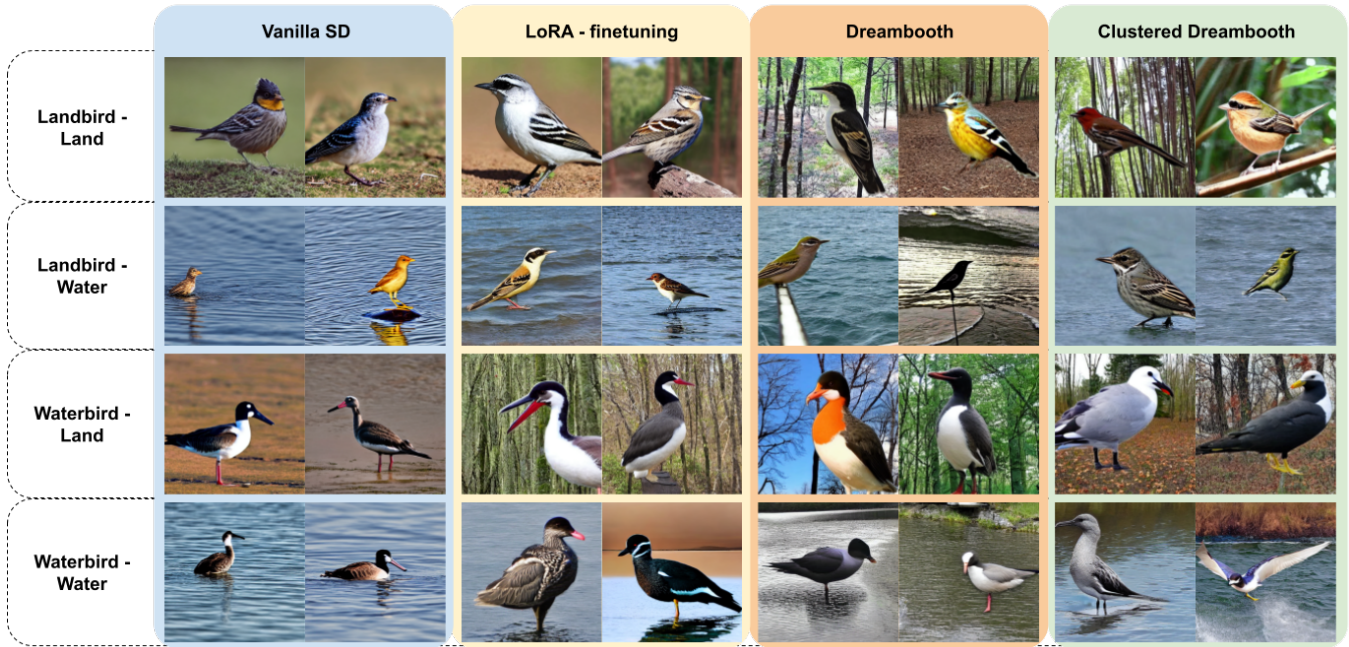 Vanilla SD
LoRA - finetuning
Dreambooth
Clustered Dreambooth
Landbird -
Land
Landbird -
Water
Waterbird -
Land
Waterbird -
Water